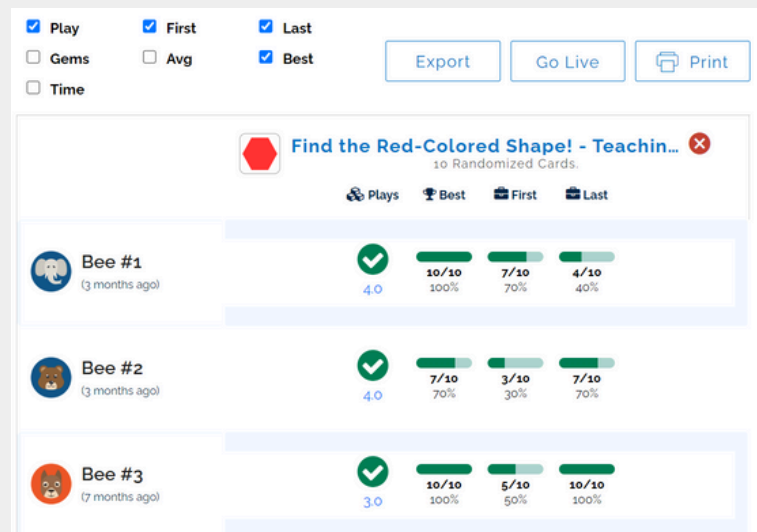 Play First Last
Gems Avg Best
Time
Export Go Live Print
Find the Red-Colored Shape! - Teachin...
10 Randomized Cards.
Plays Best First Last
Bee #1
(3 months ago)
4.0
10/10 7/10 4/10
100% 70% 40%
Bee #2
(3 months ago)
4.0
7/10 3/10 7/10
70% 30% 70%
Bee #3
(7 months ago)
3.0
10/10 5/10 10/10
100% 50% 100%